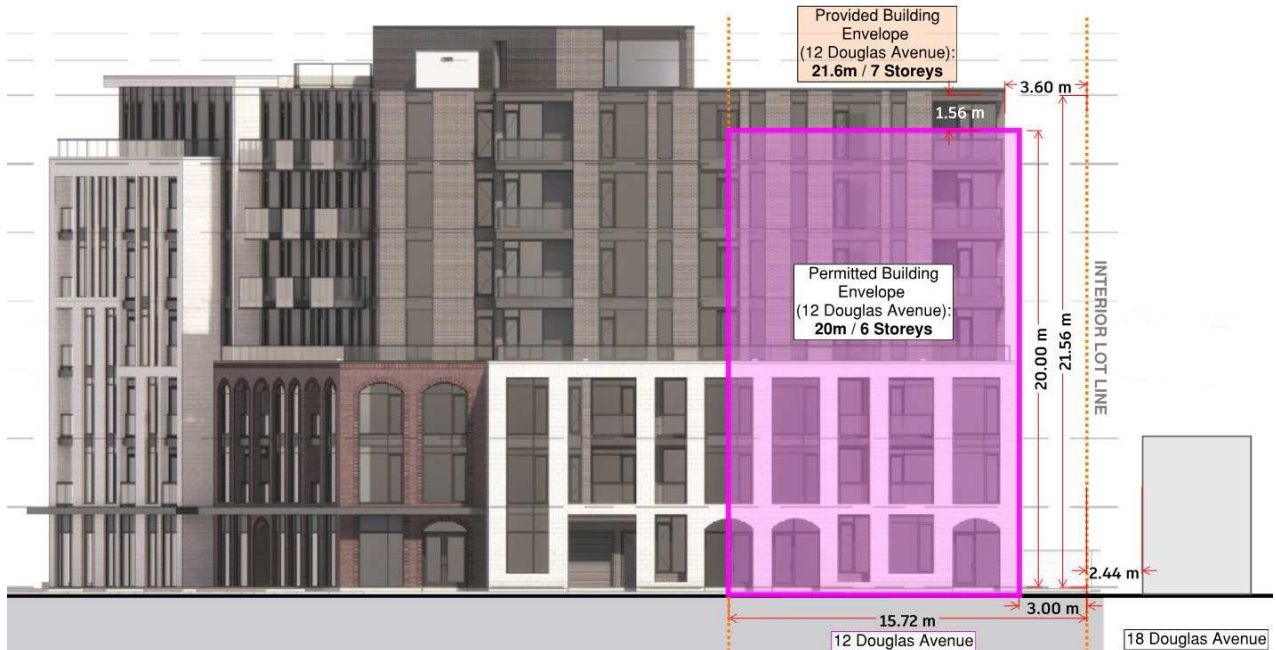 Provided Building
Envelope
(12 Douglas Avenue):
21.6m / 7 Storeys
3.60 m
1.56 m
Permitted Building
Envelope
(12 Douglas Avenue):
20m / 6 Storeys
20.00 m
21.56 m
INTERIOR LOT LINE
2.44 m
3.00 m
15.72 m
12 Douglas Avenue
18 Douglas Avenue